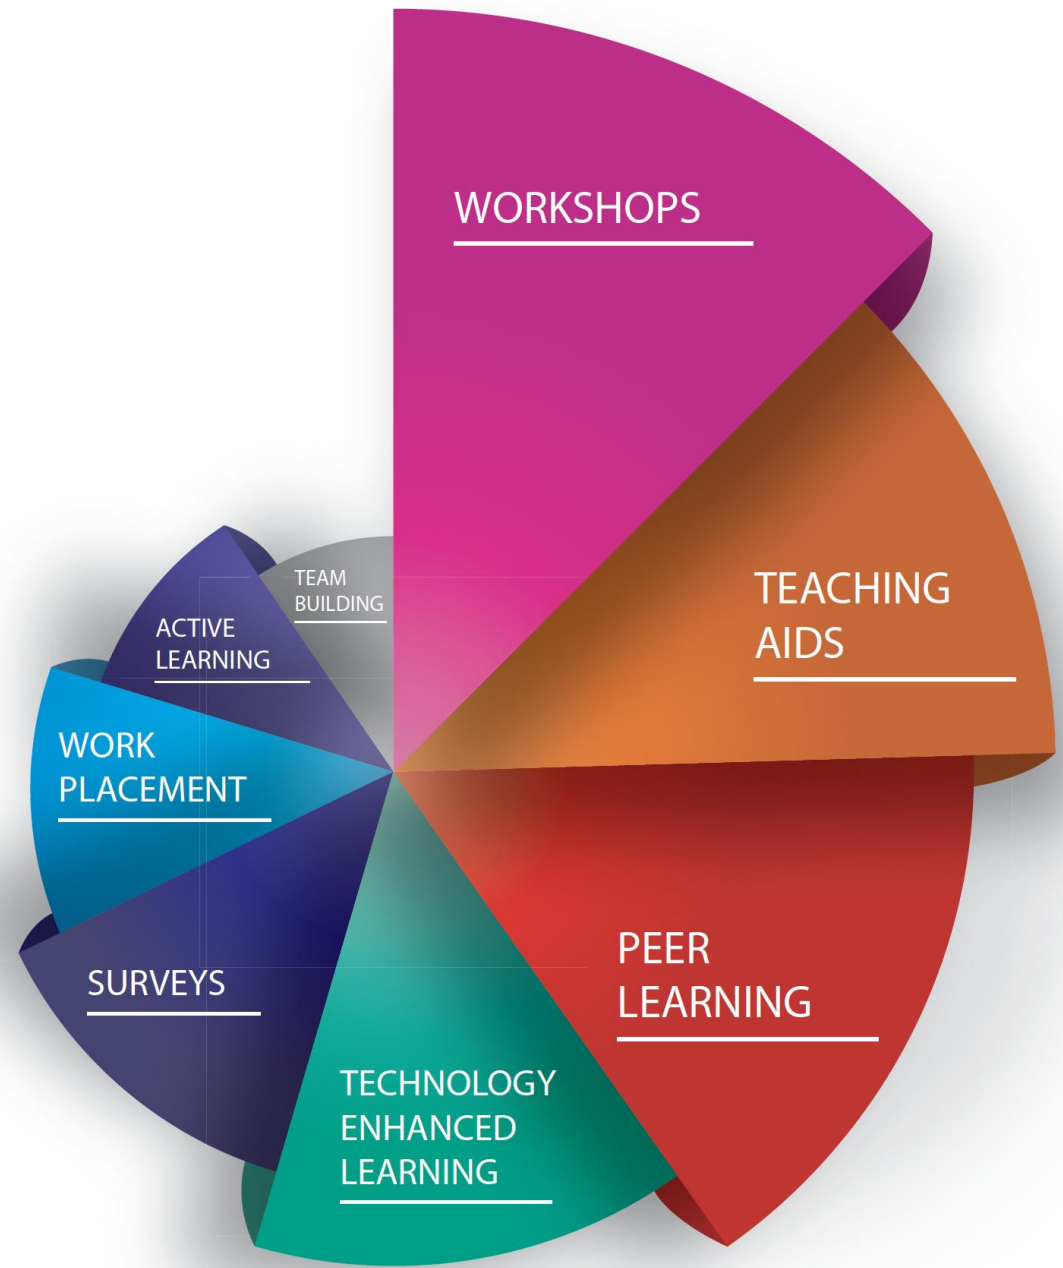 WORKSHOPS
TEACHING
AIDS
PEER
LEARNING
TECHNOLOGY
ENHANCED
LEARNING
SURVEYS
WORK
PLACEMENT
ACTIVE
LEARNING
TEAM
BUILDING